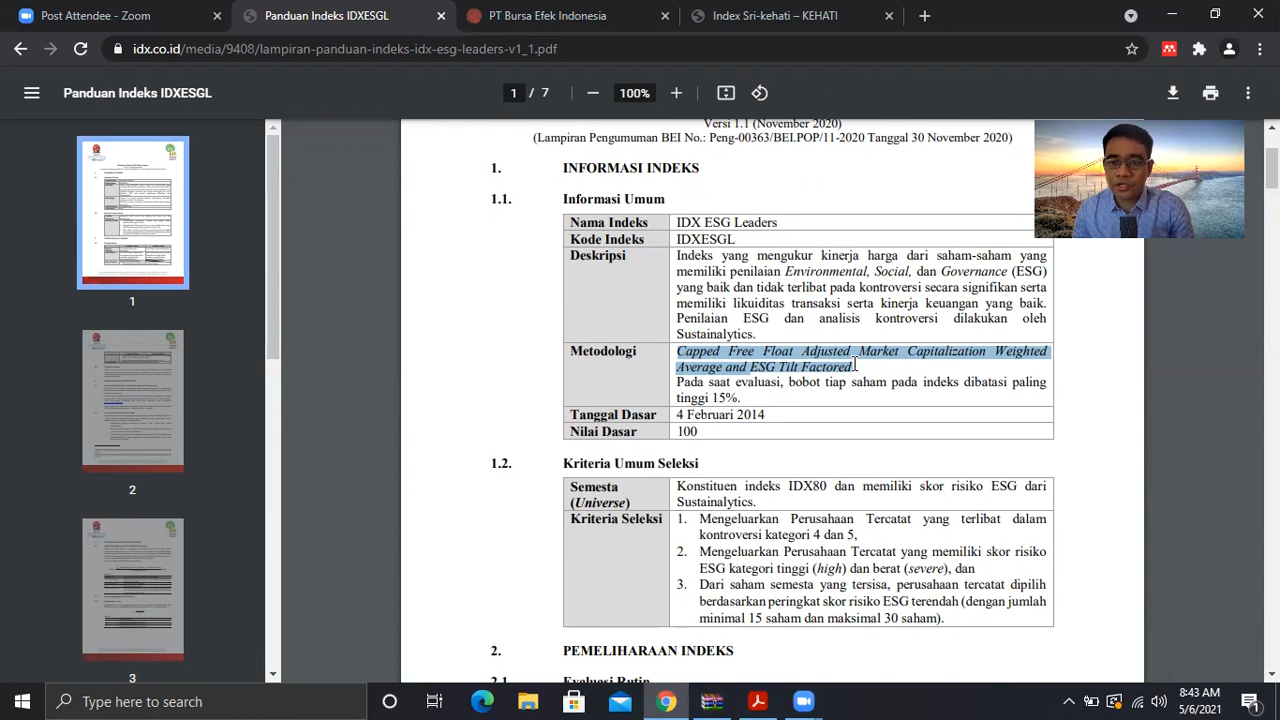 Post Attendee - Zoom
Panduan Indeks IDXESGL
PT Bursa Efek Indonesia
Index Sri-kehati – KEHATI
idx.co.id/media/9408/lampiran-panduan-indeks-idx-esg-leaders-v1_1.pdf
Panduan Indeks IDXESGL
1 / 7
100%
1
2
3
Versi 1.1 (November 2020)
(Lampiran Pengumuman BEI No.: Peng-00363/BEI.POP/11-2020 Tanggal 30 November 2020)
1. INFORMASI INDEKS
1.1. Informasi Umum
Nama Indeks IDX ESG Leaders
Kode Indeks IDXESGL
Deskripsi Indeks yang mengukur kinerja harga dari saham-saham yang
memiliki penilaian Environmental, Social, dan Governance (ESG)
yang baik dan tidak terlibat pada kontroversi secara signifikan serta
memiliki likuiditas transaksi serta kinerja keuangan yang baik.
Penilaian ESG dan analisis kontroversi dilakukan oleh
Sustainalytics.
Metodologi Capped Free Float Adjusted Market Capitalization Weighted
Average and ESG Tilt Factored.
Pada saat evaluasi, bobot tiap saham pada indeks dibatasi paling
tinggi 15%.
Tanggal Dasar 4 Februari 2014
Nilai Dasar 100
1.2. Kriteria Umum Seleksi
Semesta Konstituen indeks IDX80 dan memiliki skor risiko ESG dari
(Universe) Sustainalytics.
Kriteria Seleksi 1. Mengeluarkan Perusahaan Tercatat yang terlibat dalam
kontroversi kategori 4 dan 5,
2. Mengeluarkan Perusahaan Tercatat yang memiliki skor risiko
ESG kategori tinggi (high) dan berat (severe), dan
3. Dari saham semesta yang tersisa, perusahaan tercatat dipilih
berdasarkan peringkat skor risiko ESG terendah (dengan jumlah
minimal 15 saham dan maksimal 30 saham).
2. PEMELIHARAAN INDEKS
2.1. Evaluasi Rutin
Type here to search
8:43 AM
5/6/2021